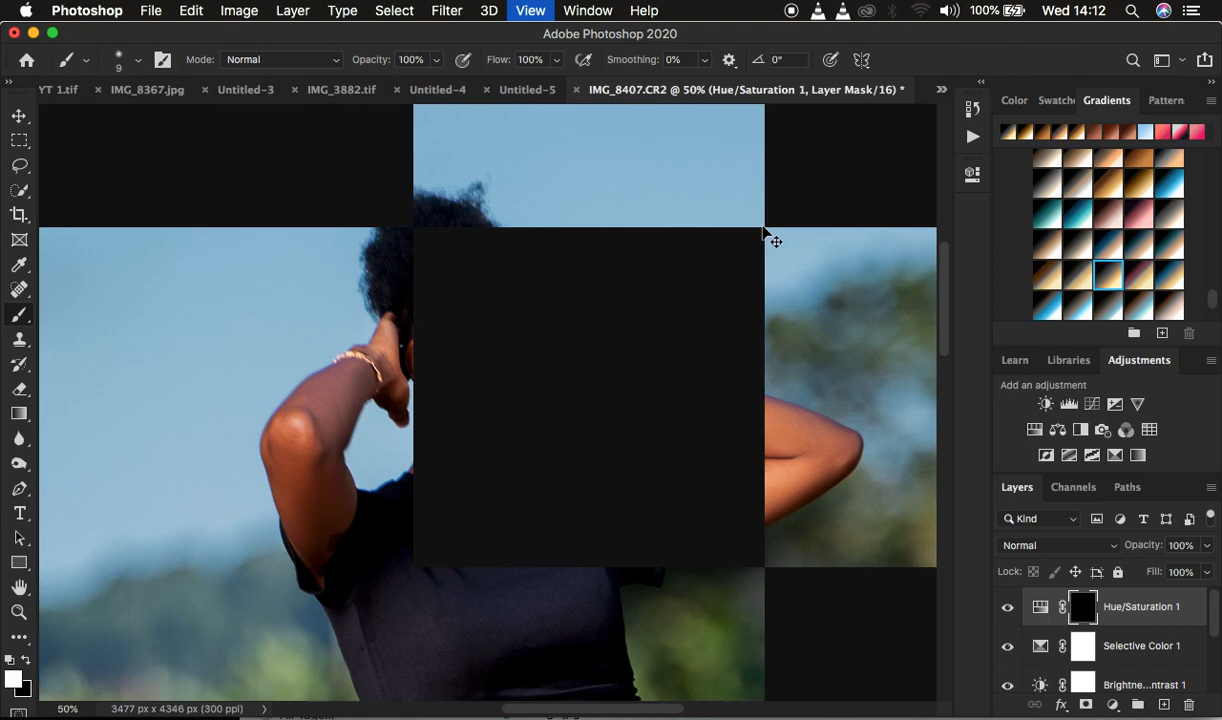 Photoshop File Edit Image Layer Type Select Filter 3D View Window Help 100% Wed 14:12
Adobe Photoshop 2020
9 Mode: Normal Opacity: 100% Flow: 100% Smoothing: 0% 0°
YT 1.tif × IMG_8367.jpg × Untitled-3 × IMG_3882.tif × Untitled-4 × Untitled-5 × IMG_8407.CR2 @ 50% (Hue/Saturation 1, Layer Mask/16) *
Color Swatche Gradients Pattern
Learn Libraries Adjustments
Add an adjustment
Layers Channels Paths
Kind
Normal Opacity: 100%
Lock: Fill: 100%
Hue/Saturation 1
Selective Color 1
Brightne...ntrast 1
fx
50% 3477 px x 4346 px (300 ppi)